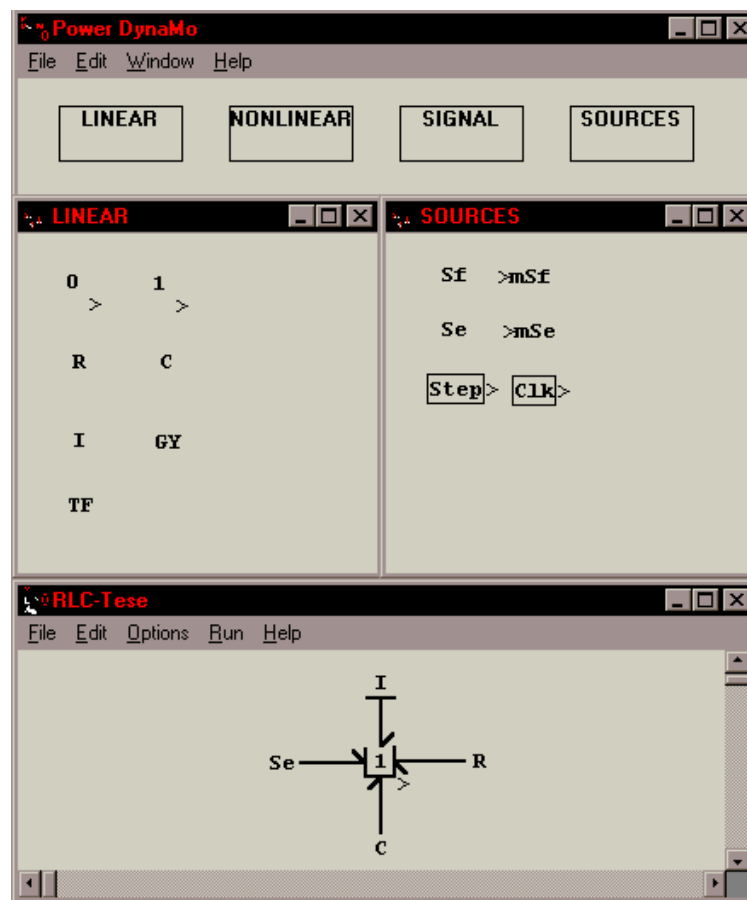 Power DynaMo
File Edit Window Help
LINEAR NONLINEAR SIGNAL SOURCES
LINEAR
0 1
> >
R C
I GY
TF
SOURCES
Sf >mSf
Se >mSe
Step> Clk>
RLC-Tese
File Edit Options Run Help
I
Se 1 R
>
C